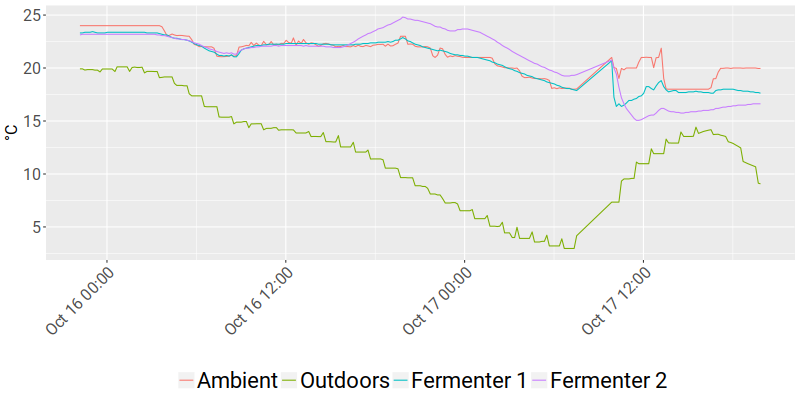 25
20
15
10
5
°C
Oct 16 00:00
Oct 16 12:00
Oct 17 00:00
Oct 17 12:00
Ambient Outdoors Fermenter 1 Fermenter 2